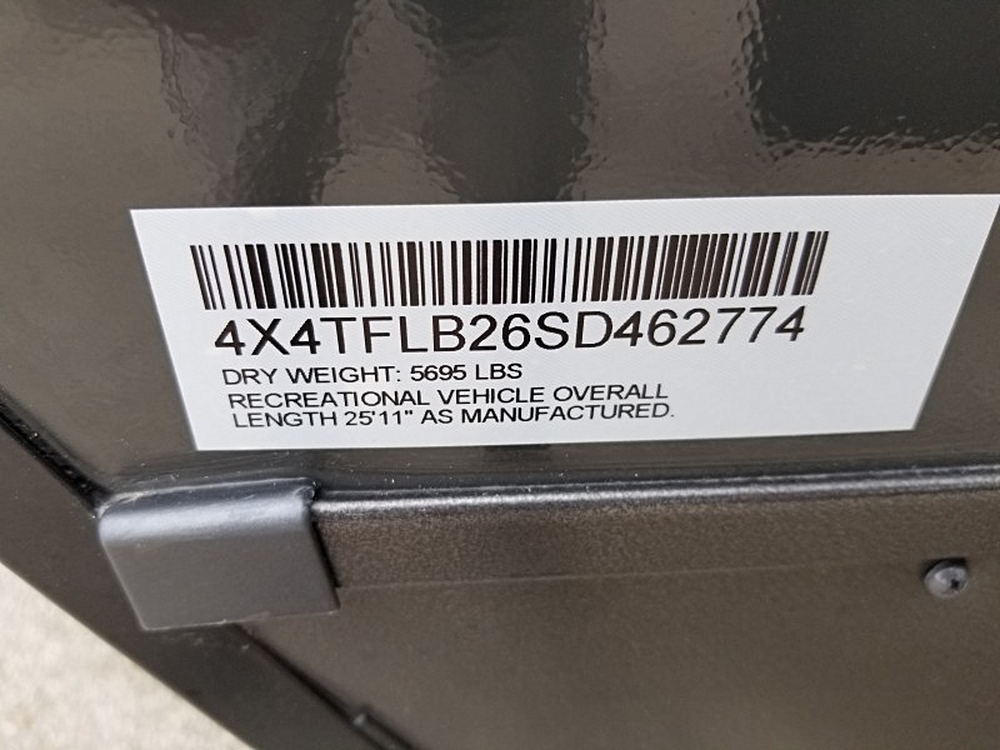 4X4TFLB26SD462774
DRY WEIGHT: 5695 LBS
RECREATIONAL VEHICLE OVERALL
LENGTH 25'11" AS MANUFACTURED.